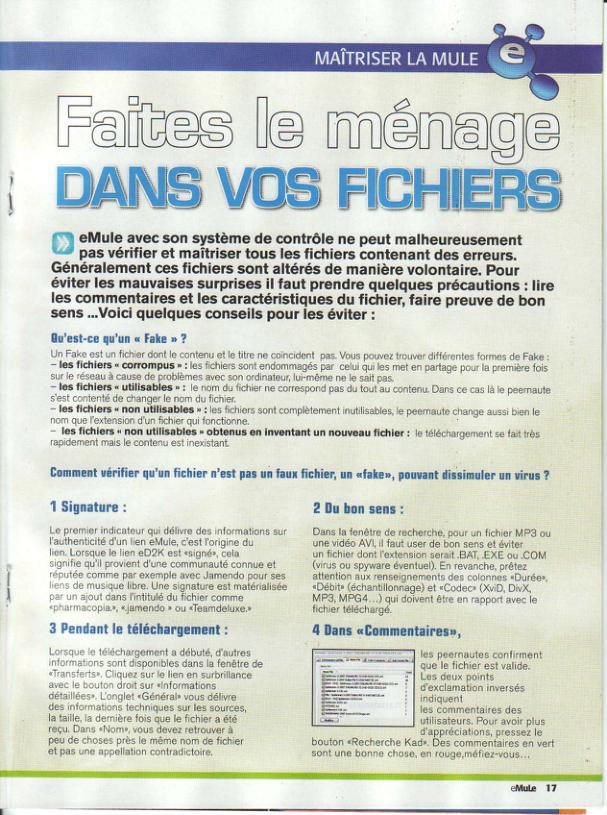 MAÎTRISER LA MULE
e
Faites le ménage
DANS VOS FICHIERS
eMule avec son système de contrôle ne peut malheureusement
pas vérifier et maîtriser tous les fichiers contenant des erreurs.
Généralement ces fichiers sont altérés de manière volontaire. Pour
éviter les mauvaises surprises il faut prendre quelques précautions : lire
les commentaires et les caractéristiques du fichier, faire preuve de bon
sens ...Voici quelques conseils pour les éviter :
Qu'est-ce qu'un « Fake » ?
Un Fake est un fichier dont le contenu et le titre ne coïncident pas. Vous pouvez trouver différentes formes de Fake :
– les fichiers « corrompus » : les fichiers sont endommagés par celui qui les met en partage pour la première fois
sur le réseau à cause de problèmes avec son ordinateur, lui-même ne le sait pas.
– les fichiers « utilisables » : le nom du fichier ne correspond pas du tout au contenu. Dans ce cas là le peernaute
s'est contenté de changer le nom du fichier.
– les fichiers « non utilisables » : les fichiers sont complètement inutilisables, le peernaute change aussi bien le
nom que l'extension d'un fichier qui fonctionne.
– les fichiers « non utilisables » obtenus en inventant un nouveau fichier : le téléchargement se fait très
rapidement mais le contenu est inexistant.
Comment vérifier qu'un fichier n'est pas un faux fichier, un «fake», pouvant dissimuler un virus ?
1 Signature :
Le premier indicateur qui délivre des informations sur
l'authenticité d'un lien eMule, c'est l'origine du
lien. Lorsque le lien eD2K est «signé», cela
signifie qu'il provient d'une communauté connue et
réputée comme par exemple avec Jamendo pour ses
liens de musique libre. Une signature est matérialisée
par un ajout dans l'intitulé du fichier comme
«pharmacopia.», «.jamendo » ou «Teamdeluxe.»
3 Pendant le téléchargement :
Lorsque le téléchargement a débuté, d'autres
informations sont disponibles dans la fenêtre de
«Transferts». Cliquez sur le lien en surbrillance
avec le bouton droit sur «Informations
détaillées». L'onglet «Général» vous délivre
des informations techniques sur les sources,
la taille, la dernière fois que le fichier a été
reçu. Dans «Nom», vous devez retrouver à
peu de choses près le même nom de fichier
et pas une appellation contradictoire.
2 Du bon sens :
Dans la fenêtre de recherche, pour un fichier MP3 ou
une vidéo AVI, il faut user de bon sens et éviter
un fichier dont l'extension serait .BAT, .EXE ou .COM
(virus ou spyware éventuel). En revanche, prêtez
attention aux renseignements des colonnes «Durée»,
«Débit» (échantillonnage) et «Codec» (XviD, DivX,
MP3, MPG4...) qui doivent être en rapport avec le
fichier téléchargé.
4 Dans «Commentaires»,
les peernautes confirment
que le fichier est valide.
Les deux points
d'exclamation inversés
indiquent
les commentaires des
utilisateurs. Pour avoir plus
d'appréciations, pressez le
bouton «Recherche Kad». Des commentaires en vert
sont une bonne chose, en rouge,méfiez-vous...
eMule 17